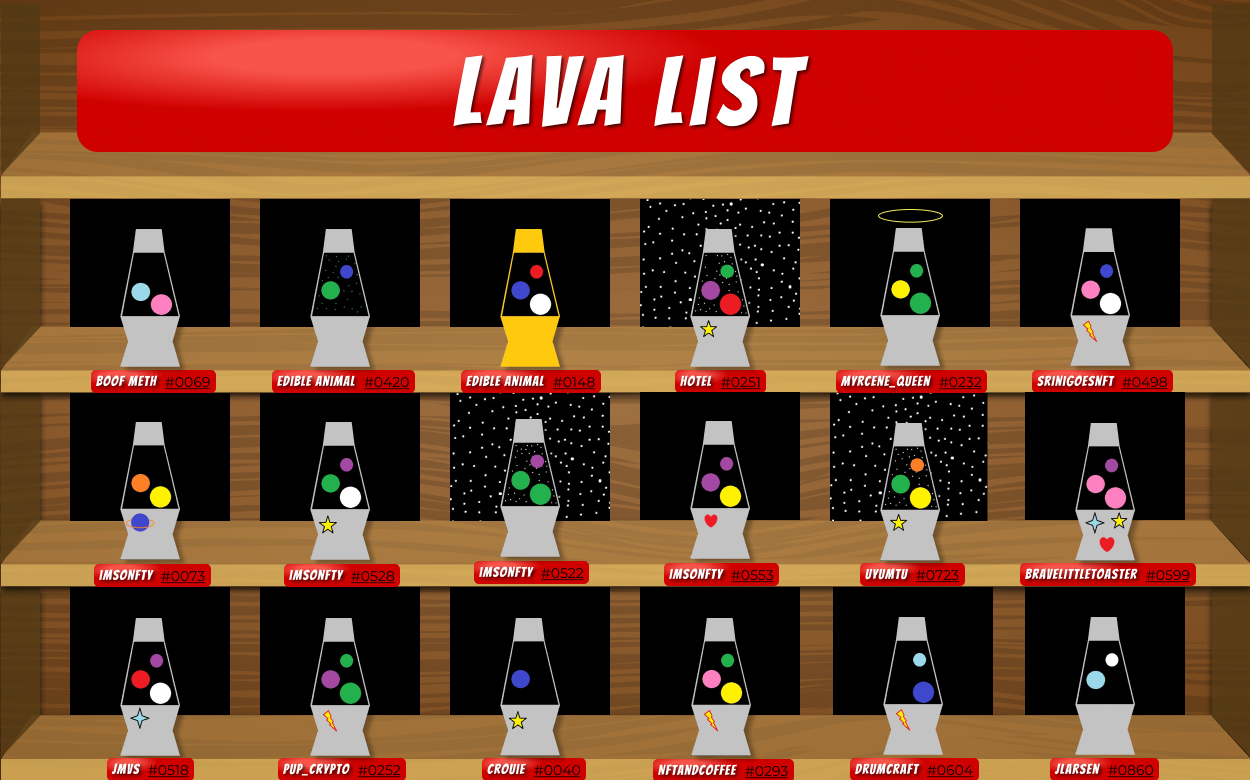 LAVA LIST
BOOF METH #0069
EDIBLE ANIMAL #0420
EDIBLE ANIMAL #0148
HOTEL #0251
MYRCENE_QUEEN #0232
SRINIGOESNFT #0498
IMSONFTY #0073
IMSONFTY #0528
IMSONFTY #0522
IMSONFTY #0553
UYUMTU #0723
BRAVELITTLETOASTER #0599
JMVS #0518
PUP_CRYPTO #0252
CROUIE #0040
NFTANDCOFFEE #0293
DRUMCRAFT #0604
JLARSEN #0860